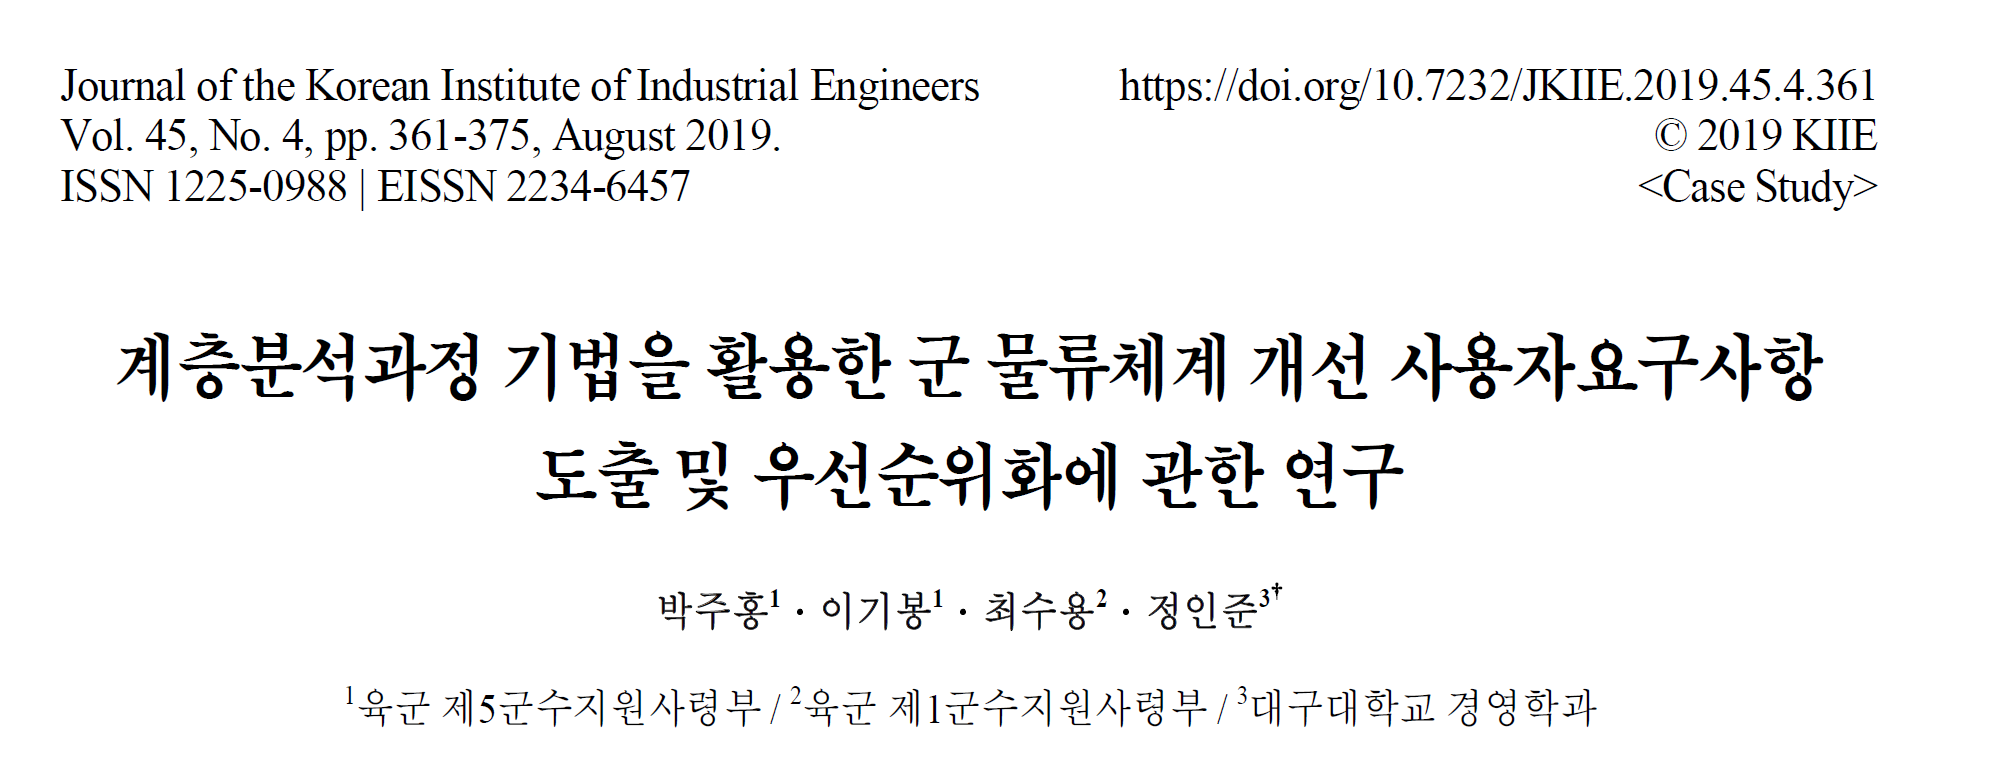 Journal of the Korean Institute of Industrial Engineers
Vol. 45, No. 4, pp. 361-375, August 2019.
ISSN 1225-0988 | EISSN 2234-6457
https://doi.org/10.7232/JKIIE.2019.45.4.361
© 2019 KIIE
<Case Study>
계층분석과정 기법을 활용한 군 물류체계 개선 사용자요구사항
도출 및 우선순위화에 관한 연구
박주홍¹ · 이기봉¹ · 최수용² · 정인준³†
¹육군 제5군수지원사령부 / ²육군 제1군수지원사령부 / ³대구대학교 경영학과